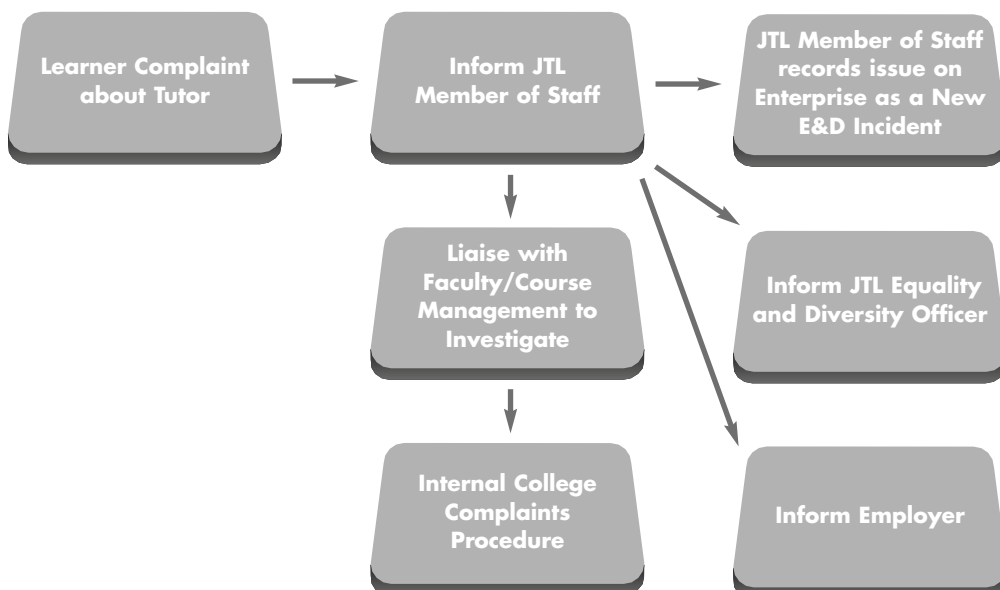 Learner Complaint
about Tutor
Inform JTL
Member of Staff
JTL Member of Staff
records issue on
Enterprise as a New
E&D Incident
Liaise with
Faculty/Course
Management to
Investigate
Inform JTL Equality
and Diversity Officer
Internal College
Complaints
Procedure
Inform Employer